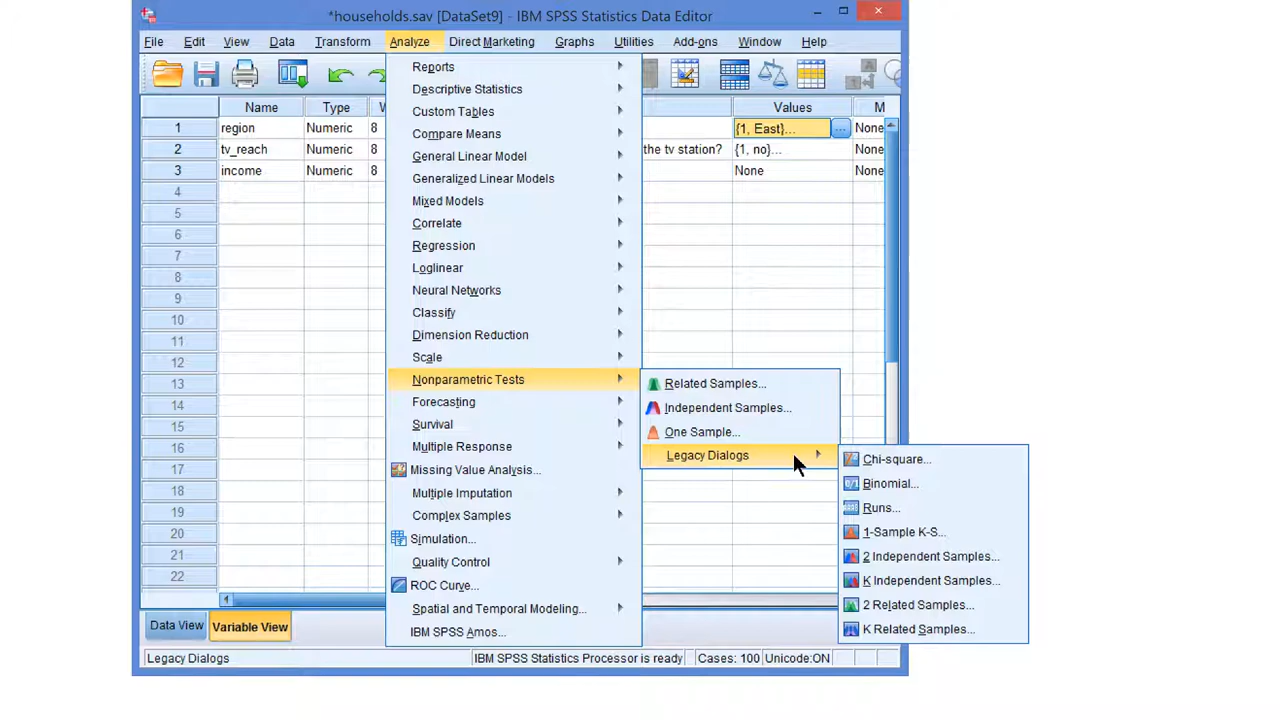 *households.sav [DataSet9] - IBM SPSS Statistics Data Editor
File Edit View Data Transform Analyze Direct Marketing Graphs Utilities Add-ons Window Help
Name Type W Values M
1 region Numeric 8 {1, East}... ... None
2 tv_reach Numeric 8 the tv station? {1, no}... None
3 income Numeric 8 None None
4
5
6
7
8
9
10
11
12
13
14
15
16
17
18
19
20
21
22
Reports
Descriptive Statistics
Custom Tables
Compare Means
General Linear Model
Generalized Linear Models
Mixed Models
Correlate
Regression
Loglinear
Neural Networks
Classify
Dimension Reduction
Scale
Nonparametric Tests
Forecasting
Survival
Multiple Response
Missing Value Analysis...
Multiple Imputation
Complex Samples
Simulation...
Quality Control
ROC Curve...
Spatial and Temporal Modeling...
IBM SPSS Amos...
Related Samples...
Independent Samples...
One Sample...
Legacy Dialogs
Chi-square...
Binomial...
Runs...
1-Sample K-S...
2 Independent Samples...
K Independent Samples...
2 Related Samples...
K Related Samples...
Data View Variable View
Legacy Dialogs IBM SPSS Statistics Processor is ready Cases: 100 Unicode:ON